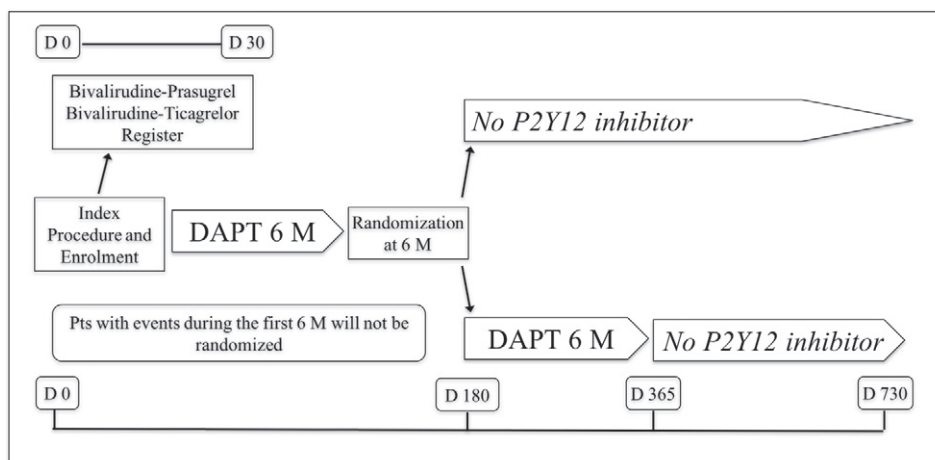 D 0
D 30
Bivalirudine-Prasugrel
Bivalirudine-Ticagrelor
Register
No P2Y12 inhibitor
Index
Procedure and
Enrolment
DAPT 6 M
Randomization
at 6 M
Pts with events during the first 6 M will not be
randomized
DAPT 6 M
No P2Y12 inhibitor
D 0
D 180
D 365
D 730